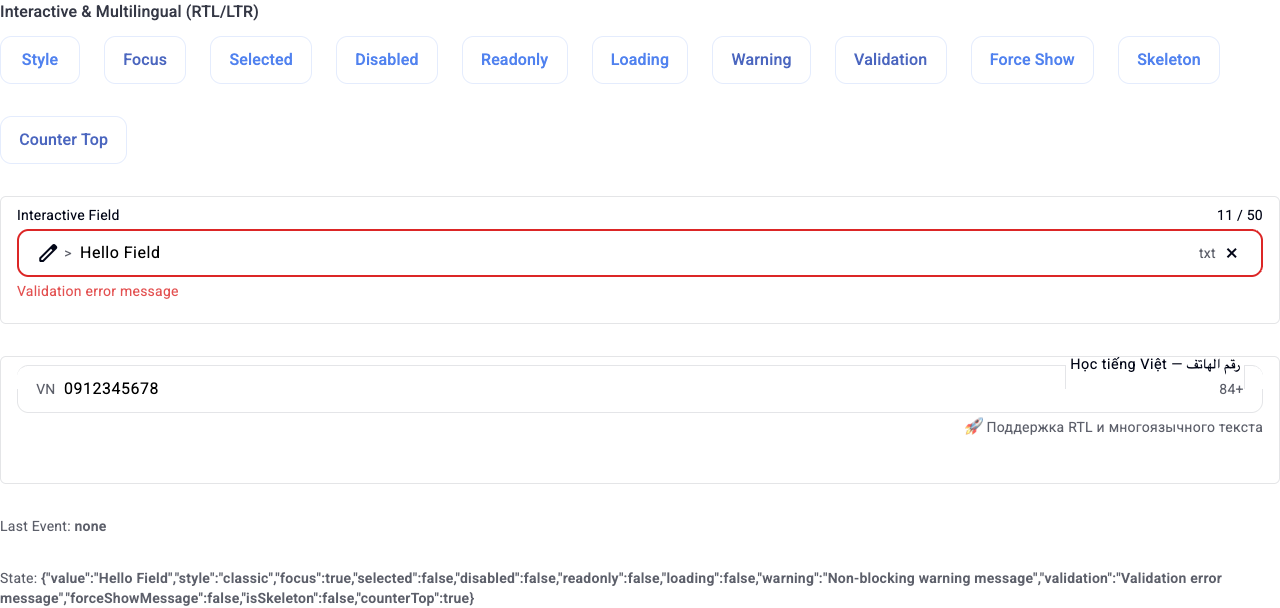 Interactive & Multilingual (RTL/LTR)
Style Focus Selected Disabled Readonly Loading Warning Validation Force Show Skeleton
Counter Top
Interactive Field 11 / 50
> Hello Field txt
Validation error message
Học tiếng Việt — رقم الهاتف
VN 0912345678 84+
🚀 Поддержка RTL и многоязычного текста
Last Event: none
State: {"value":"Hello Field","style":"classic","focus":true,"selected":false,"disabled":false,"readonly":false,"loading":false,"warning":"Non-blocking warning message","validation":"Validation error
message","forceShowMessage":false,"isSkeleton":false,"counterTop":true}